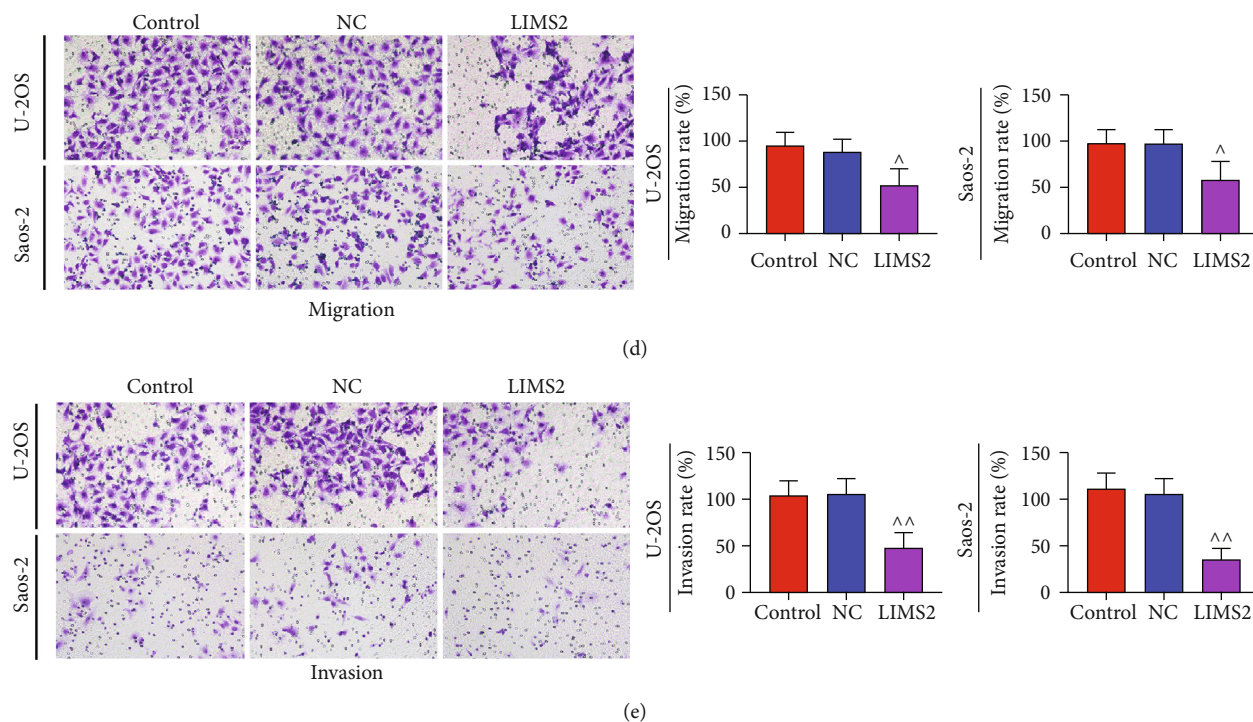 Control NC LIMS2
U-2OS
Saos-2
Migration
U-2OS
Migration rate (%)
150
100
50
0
Control NC LIMS2
^
Saos-2
Migration rate (%)
150
100
50
0
Control NC LIMS2
^
(d)
Control NC LIMS2
U-2OS
Saos-2
Invasion
U-2OS
Invasion rate (%)
150
100
50
0
Control NC LIMS2
^^
Saos-2
Invasion rate (%)
150
100
50
0
Control NC LIMS2
^^
(e)